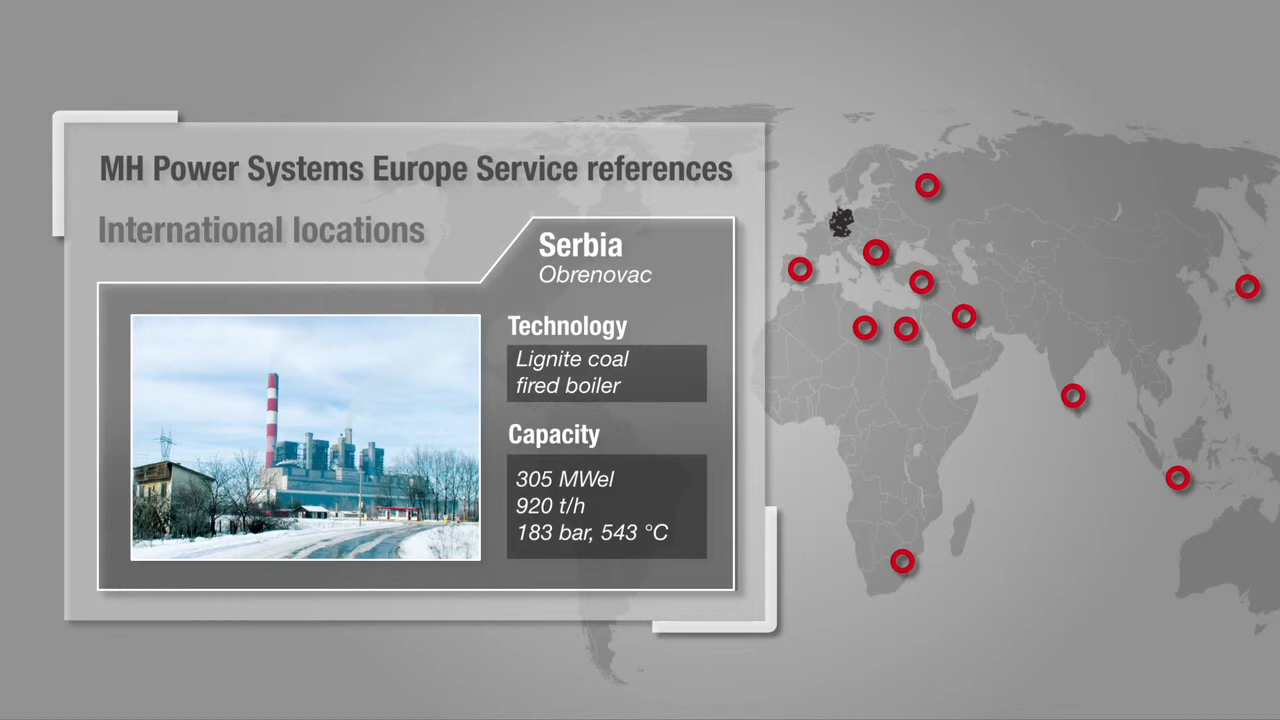 MH Power Systems Europe Service references
International locations
Serbia
Obrenovac
Technology
Lignite coal
fired boiler
Capacity
305 MWel
920 t/h
183 bar, 543 °C